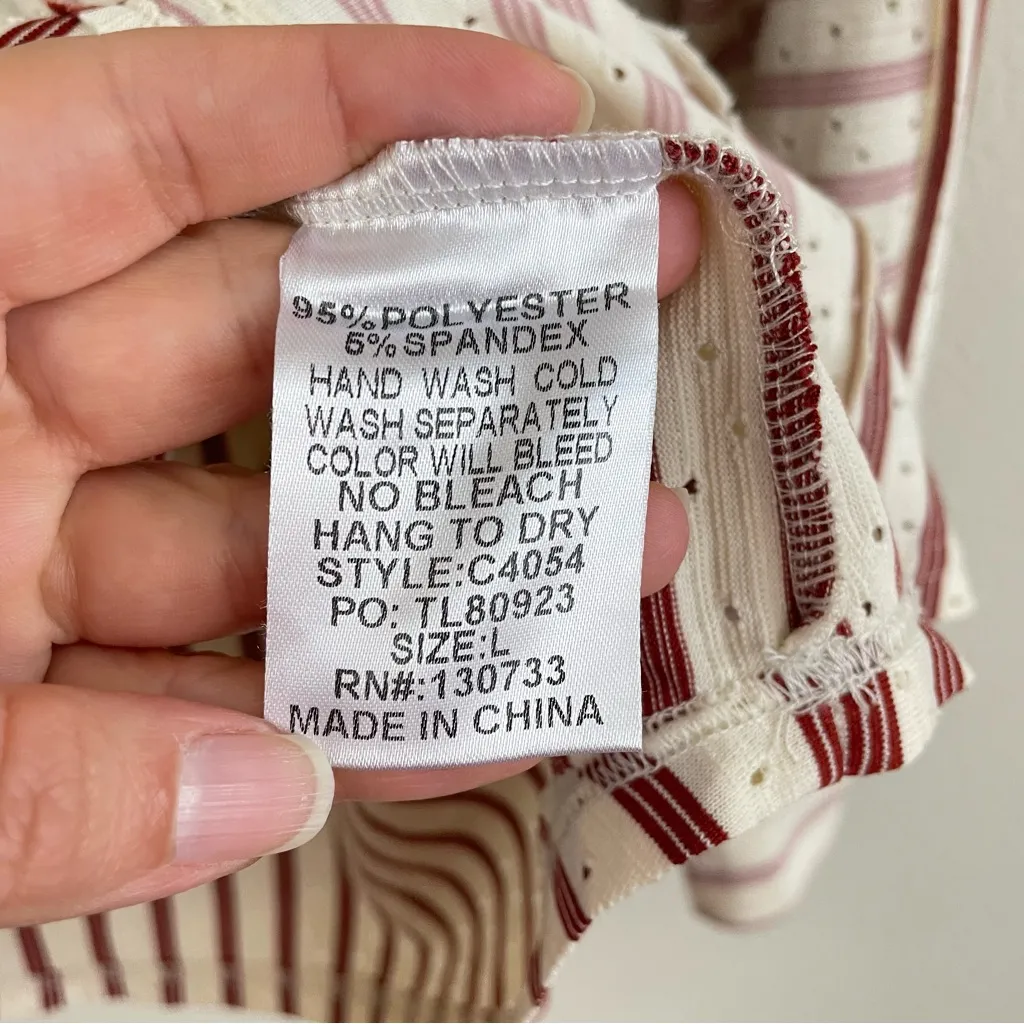 95% POLYESTER
5% SPANDEX
HAND WASH COLD
WASH SEPARATELY
COLOR WILL BLEED
NO BLEACH
HANG TO DRY
STYLE:C4054
PO: TL80923
SIZE:L
RN#:130733
MADE IN CHINA